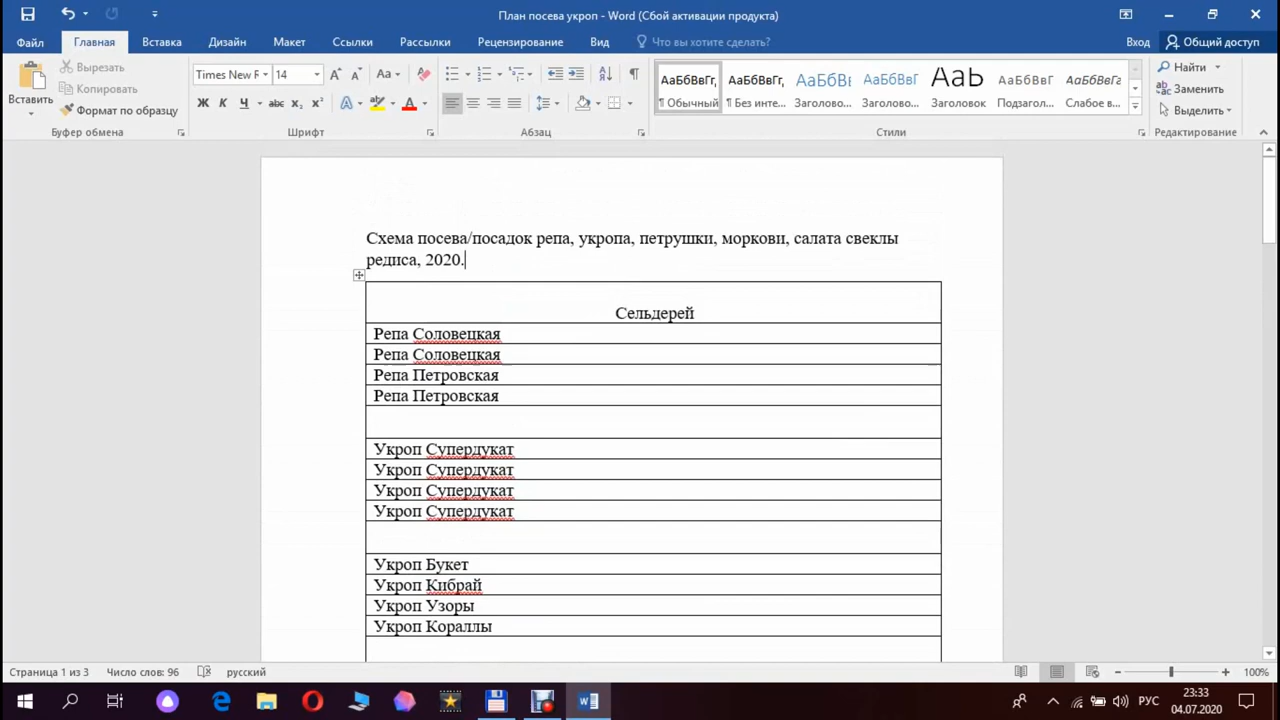 План посева укроп - Word (Сбой активации продукта)
Файл Главная Вставка Дизайн Макет Ссылки Рассылки Рецензирование Вид Что вы хотите сделать? Вход Общий доступ
Вставить
Вырезать
Копировать
Формат по образцу
Буфер обмена
Times New R 14
Ж К Ч abc x₂ x²
Шрифт
Абзац
АаБбВвГг, АаБбВвГг, АаБбВвГ АаБбВвГ АаБ АаБбВвГ АаБбВвГг
¶ Обычный ¶ Без инте... Заголово... Заголово... Заголовок Подзагол... Слабое в...
Стили
Найти
Заменить
Выделить
Редактирование
Схема посева/посадок репа, укропа, петрушки, моркови, салата свеклы
редиса, 2020.
Сельдерей
Репа Соловецкая
Репа Соловецкая
Репа Петровская
Репа Петровская
Укроп Супердукат
Укроп Супердукат
Укроп Супердукат
Укроп Супердукат
Укроп Букет
Укроп Кибрай
Укроп Узоры
Укроп Кораллы
Страница 1 из 3 Число слов: 96 русский 100%
РУС
23:33
04.07.2020